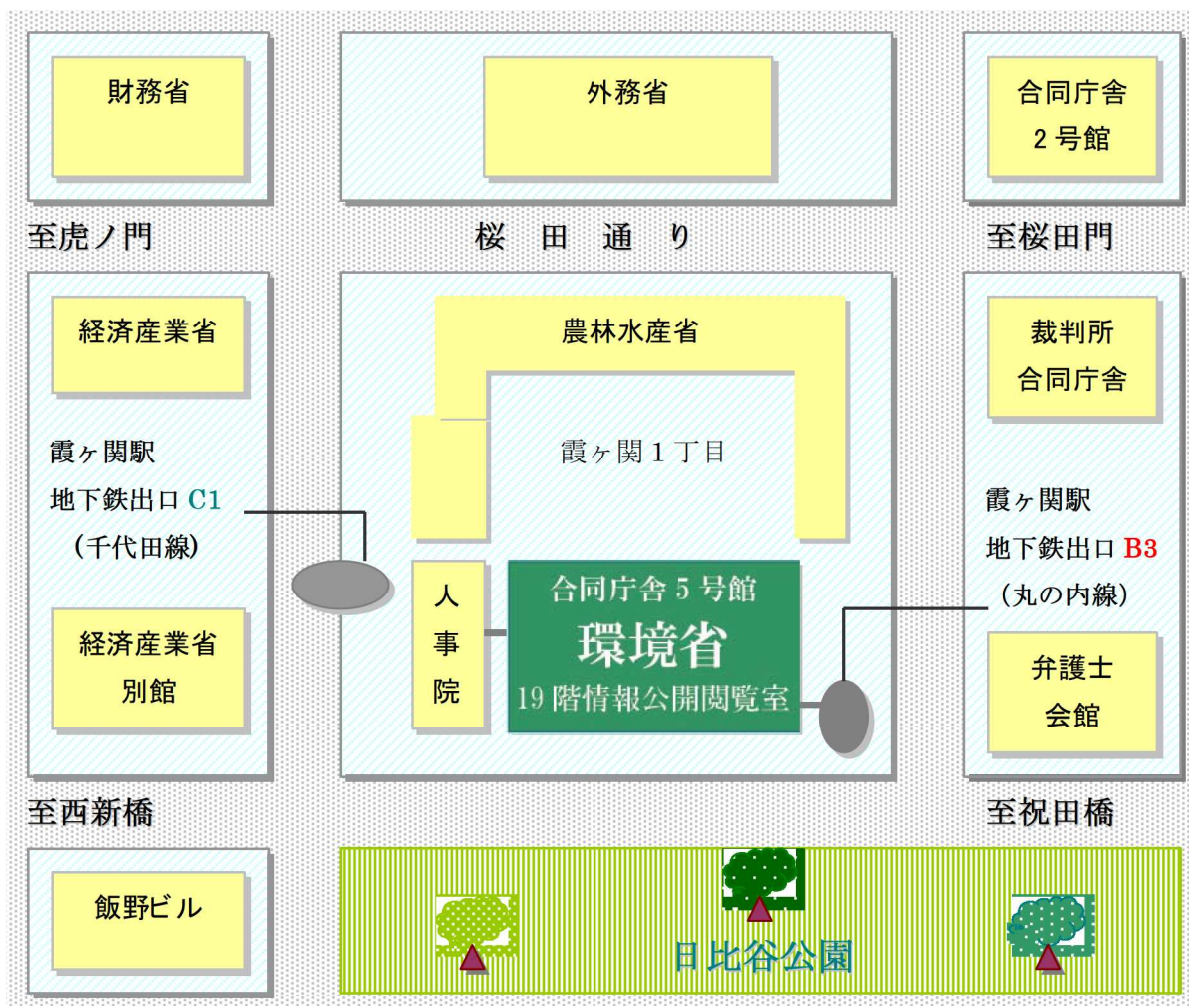 財務省
外務省
合同庁舎
2号館
至虎ノ門
桜田通り
至桜田門
経済産業省
農林水産省
裁判所
合同庁舎
霞ヶ関駅
地下鉄出口 C1
(千代田線)
霞ヶ関1丁目
霞ヶ関駅
地下鉄出口 B3
(丸の内線)
経済産業省
別館
人
事
院
合同庁舎5号館
環境省
19階情報公開閲覧室
弁護士
会館
至西新橋
至祝田橋
飯野ビル
日比谷公園